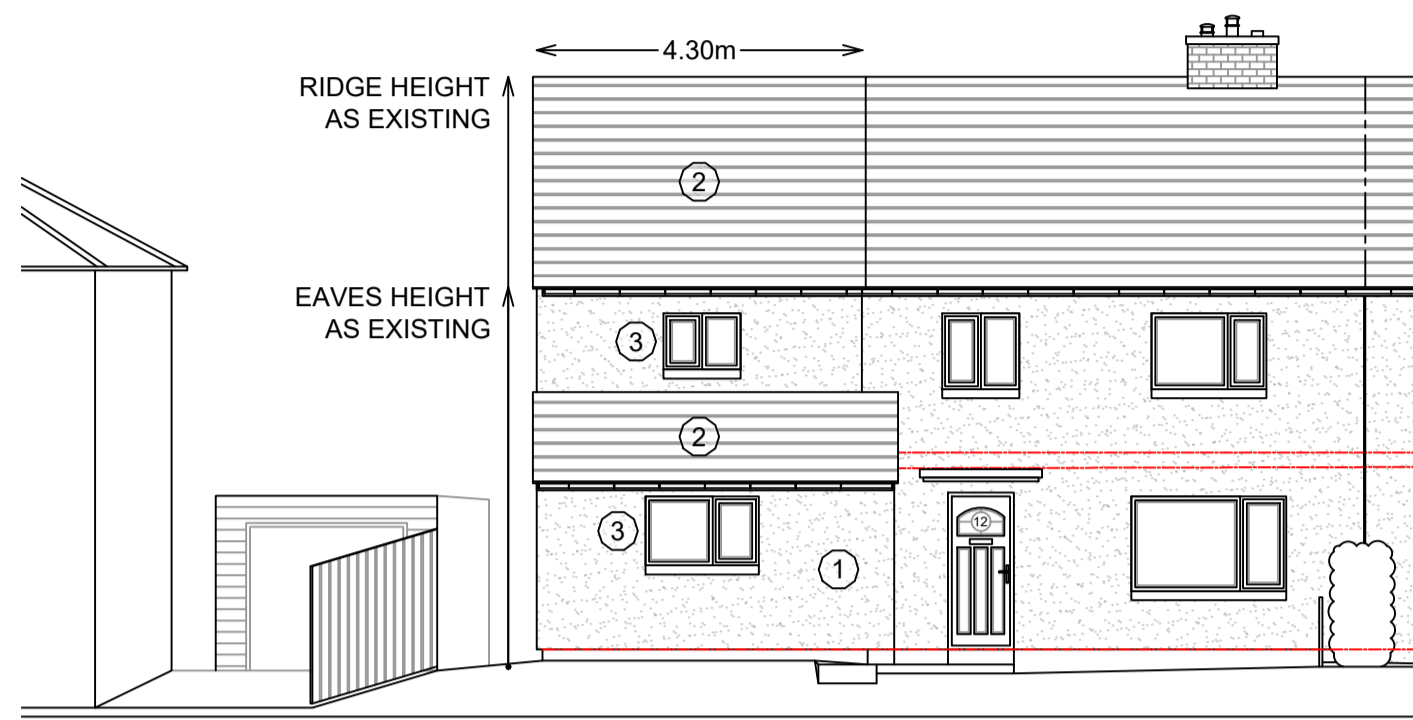 4.30m
RIDGE HEIGHT
AS EXISTING
2
EAVES HEIGHT
AS EXISTING
3
2
3
12
1